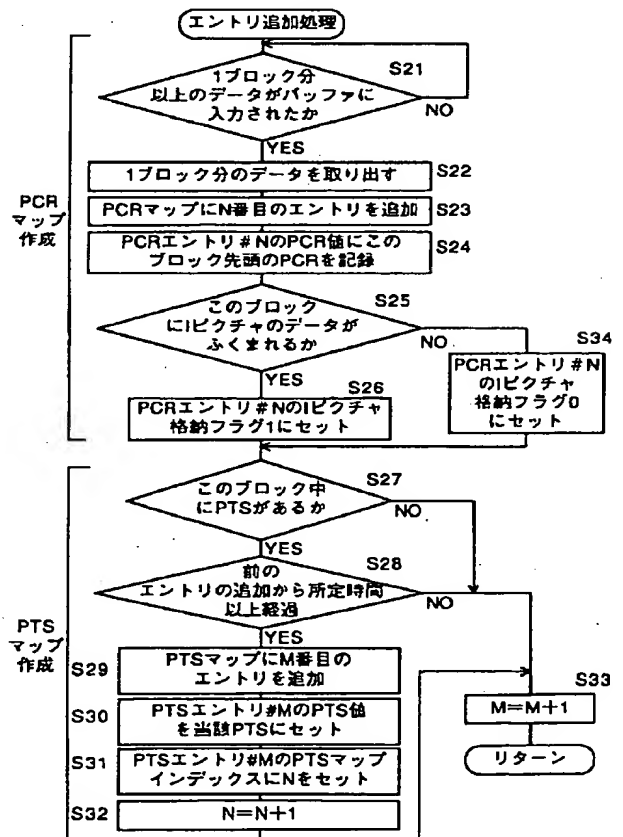 エントリ追加処理
S21
1ブロック分
以上のデータがバッファに
入力されたか
NO
YES
1ブロック分のデータを取り出す
S22
PCRマップにN番目のエントリを追加
S23
PCRエントリ#NのPCR値にこの
ブロック先頭のPCRを記録
S24
PCR
マップ
作成
S25
このブロック
にIピクチャのデータが
ふくまれるか
NO
YES
S26
PCRエントリ#NのIピクチャ
格納フラグ1にセット
S34
PCRエントリ#N
のIピクチャ
格納フラグ0
にセット
S27
このブロック中
にPTSがあるか
NO
YES
S28
前の
エントリの追加から所定時間
以上経過
NO
YES
PTS
マップ
作成
S29
PTSマップにM番目の
エントリを追加
S30
PTSエントリ#MのPTS値
を当該PTSにセット
S31
PTSエントリ#MのPTSマップ
インデックスにNをセット
S32
N=N+1
S33
M=M+1
リターン